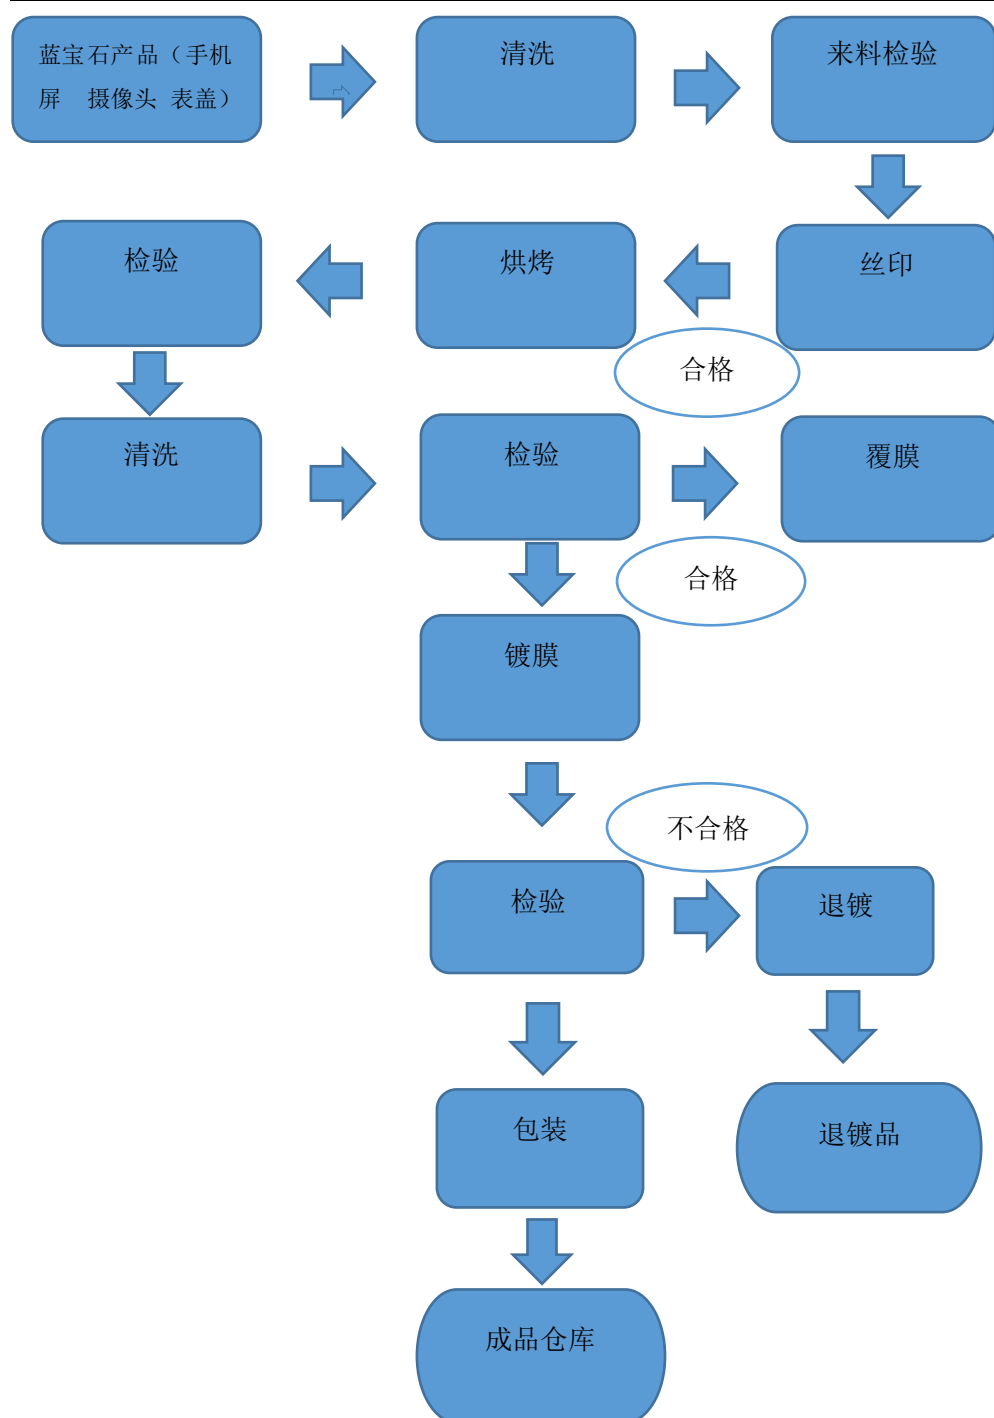 蓝宝石产品（手机
屏 摄像头 表盖）
清洗
来料检验
检验
烘烤
丝印
合格
清洗
检验
覆膜
合格
镀膜
不合格
检验
退镀
包装
退镀品
成品仓库